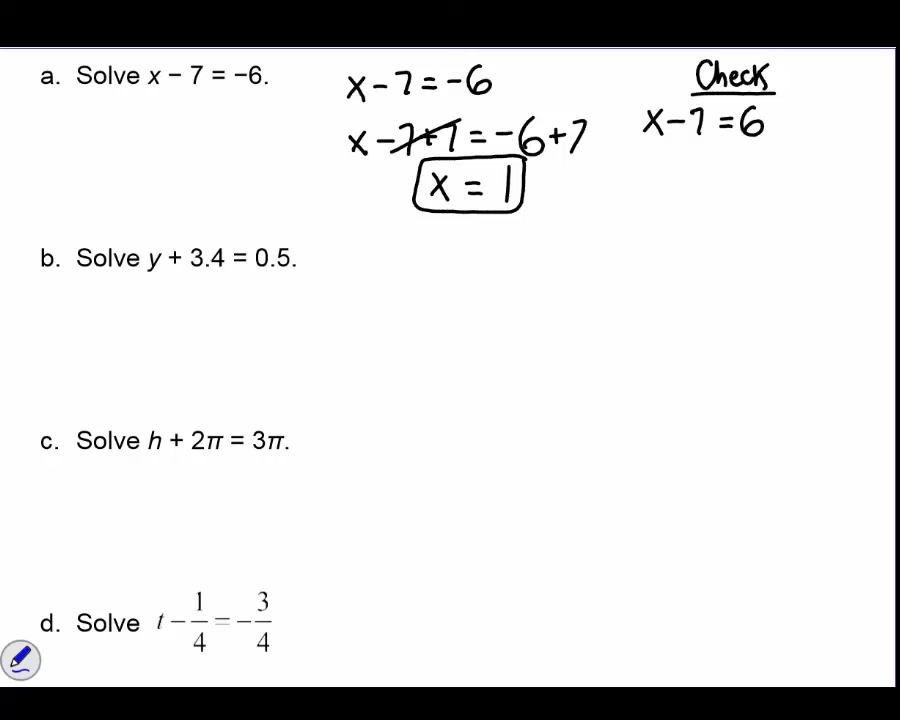 a. Solve x − 7 = −6.
x - 7 = -6
x - 7 + 7 = -6 + 7
x = 1
Check
x - 7 = 6
b. Solve y + 3.4 = 0.5.
c. Solve h + 2π = 3π.
d. Solve t − 1/4 = − 3/4